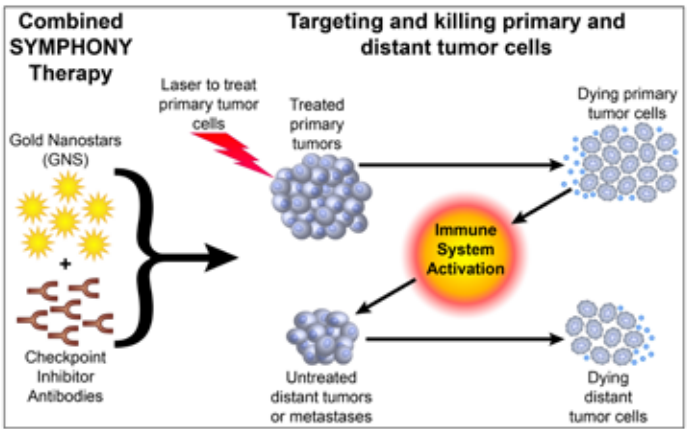 Combined
SYMPHONY
Therapy
Targeting and killing primary and
distant tumor cells
Gold Nanostars
(GNS)
+
Checkpoint
Inhibitor
Antibodies
Laser to treat
primary tumor
cells
Treated
primary
tumors
Dying primary
tumor cells
Immune
System
Activation
Untreated
distant tumors
or metastases
Dying
distant
tumor cells